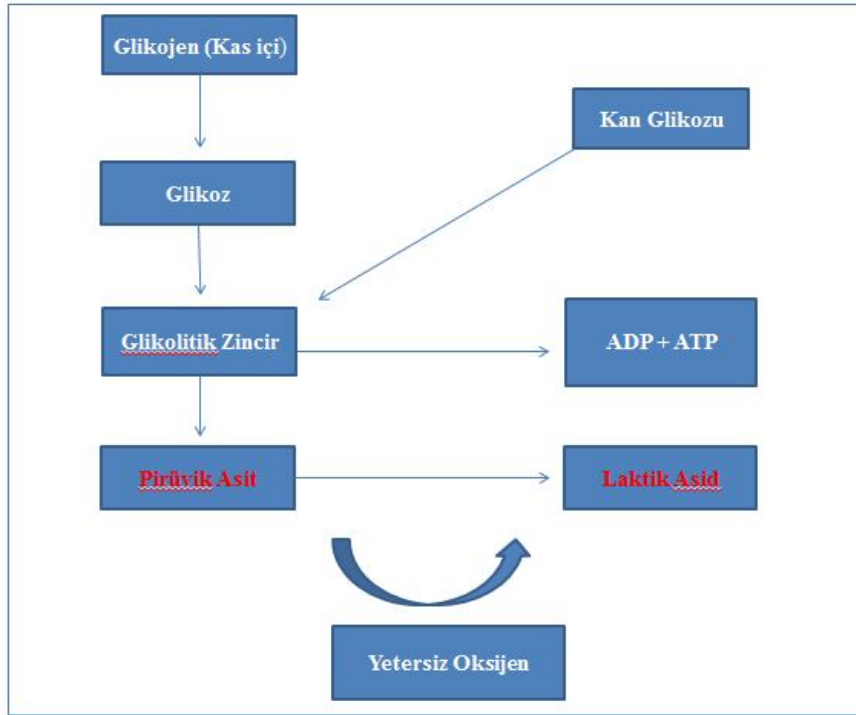 Glikojen (Kas içi)
Kan Glikozu
Glikoz
Glikolitik Zincir
ADP + ATP
Pirüvik Asit
Laktik Asid
Yetersiz Oksijen